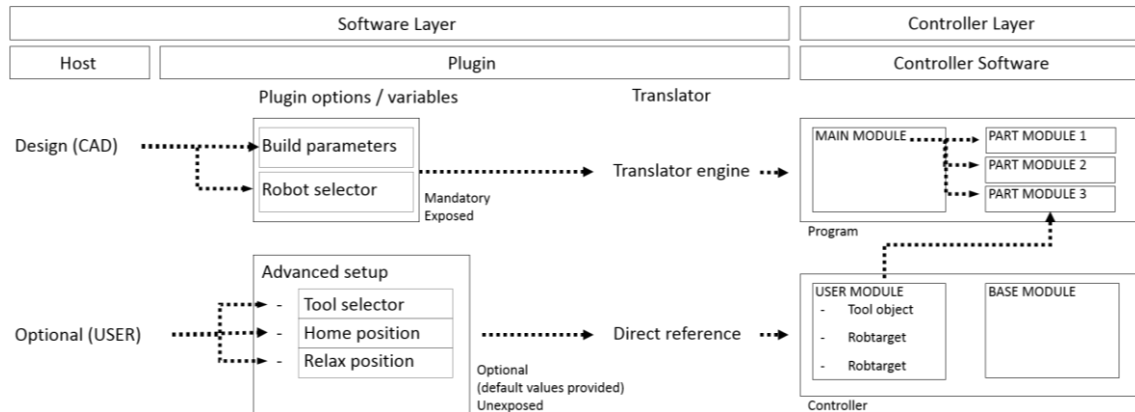 Software Layer
Controller Layer
Host
Plugin
Controller Software
Plugin options / variables
Translator
Design (CAD)
Build parameters
Robot selector
Mandatory
Exposed
Translator engine
MAIN MODULE
PART MODULE 1
PART MODULE 2
PART MODULE 3
Program
Optional (USER)
Advanced setup
- Tool selector
- Home position
- Relax position
Optional
(default values provided)
Unexposed
Direct reference
USER MODULE
- Tool object
- Robtarget
- Robtarget
BASE MODULE
Controller